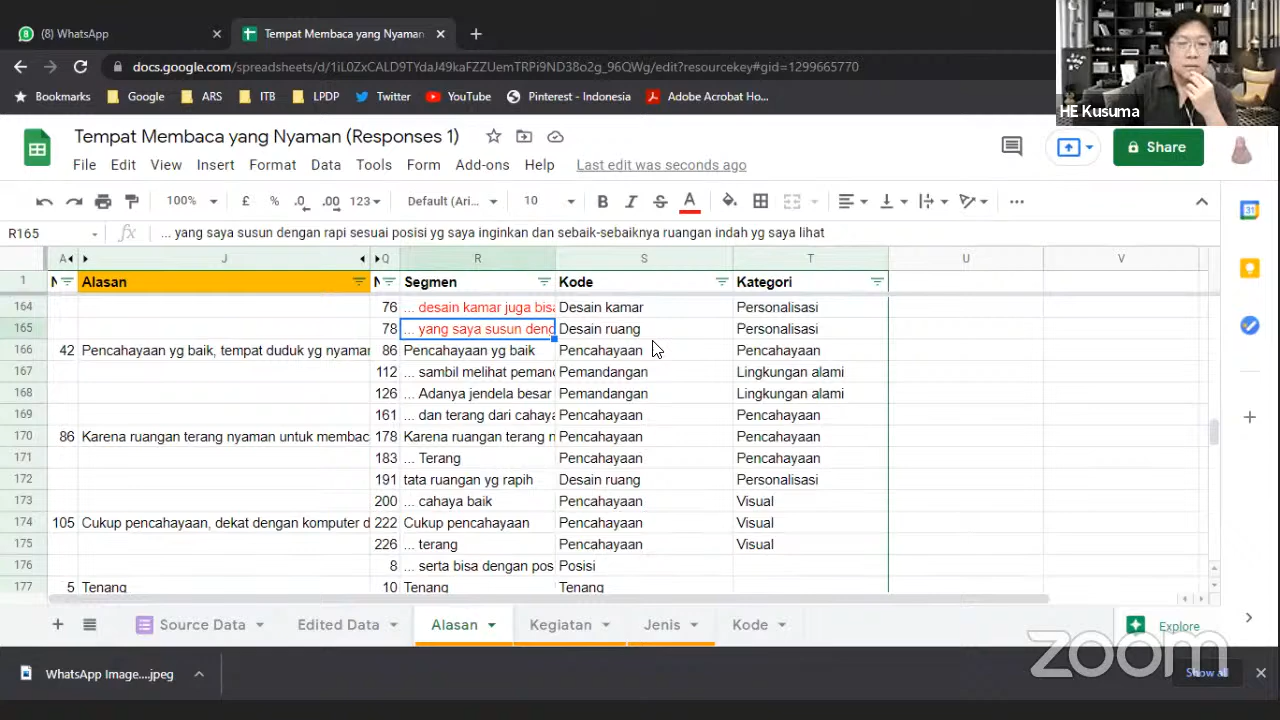 (8) WhatsApp
Tempat Membaca yang Nyaman
Bookmarks Google ARS ITB LPDP Twitter YouTube Pinterest - Indonesia Adobe Acrobat Ho...
HE Kusuma
Tempat Membaca yang Nyaman (Responses 1)
File Edit View Insert Format Data Tools Form Add-ons Help Last edit was seconds ago
Share
100% £ % .0 .00 123 Default (Ari... 10 B I S A
R165 fx ... yang saya susun dengan rapi sesuai posisi yg saya inginkan dan sebaik-sebaiknya ruangan indah yg saya lihat
A J Q R S T U V
1 N Alasan N Segmen Kode Kategori
164 76 ... desain kamar juga bisa Desain kamar Personalisasi
165 78 ... yang saya susun deng Desain ruang Personalisasi
166 42 Pencahayaan yg baik, tempat duduk yg nyaman 86 Pencahayaan yg baik Pencahayaan Pencahayaan
167 112 ... sambil melihat peman Pemandangan Lingkungan alami
168 126 ... Adanya jendela besar Pemandangan Lingkungan alami
169 161 ... dan terang dari cahaya Pencahayaan Pencahayaan
170 86 Karena ruangan terang nyaman untuk membac 178 Karena ruangan terang n Pencahayaan Pencahayaan
171 183 ... Terang Pencahayaan Pencahayaan
172 191 tata ruangan yg rapih Desain ruang Personalisasi
173 200 ... cahaya baik Pencahayaan Visual
174 105 Cukup pencahayaan, dekat dengan komputer d 222 Cukup pencahayaan Pencahayaan Visual
175 226 ... terang Pencahayaan Visual
176 8 ... serta bisa dengan pos Posisi
177 5 Tenang 10 Tenang Tenang
Source Data Edited Data Alasan Kegiatan Jenis Kode Explore
zoom
WhatsApp Image....jpeg Show all